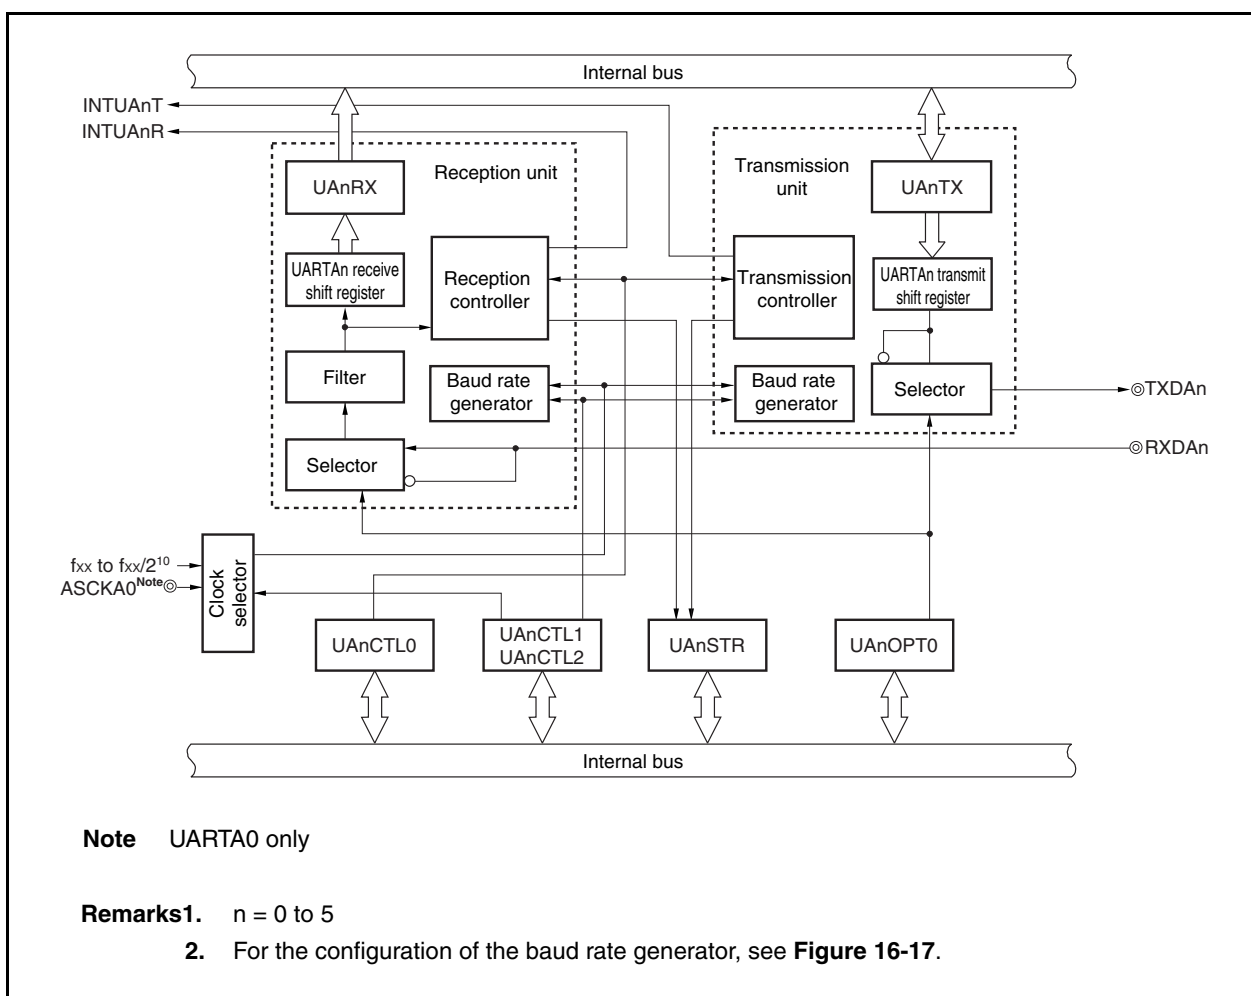 Internal bus
INTUAnT
INTUAnR
Reception unit
UAnRX
UARTAn receive
shift register
Reception
controller
Filter
Baud rate
generator
Selector
Transmission
unit
UAnTX
Transmission
controller
UARTAn transmit
shift register
Baud rate
generator
Selector
TXDAn
RXDAn
fxx to fxx/2¹⁰
ASCKA0Note
Clock
selector
UAnCTL0
UAnCTL1
UAnCTL2
UAnSTR
UAnOPT0
Internal bus
Note UARTA0 only
Remarks1. n = 0 to 5
2. For the configuration of the baud rate generator, see Figure 16-17.